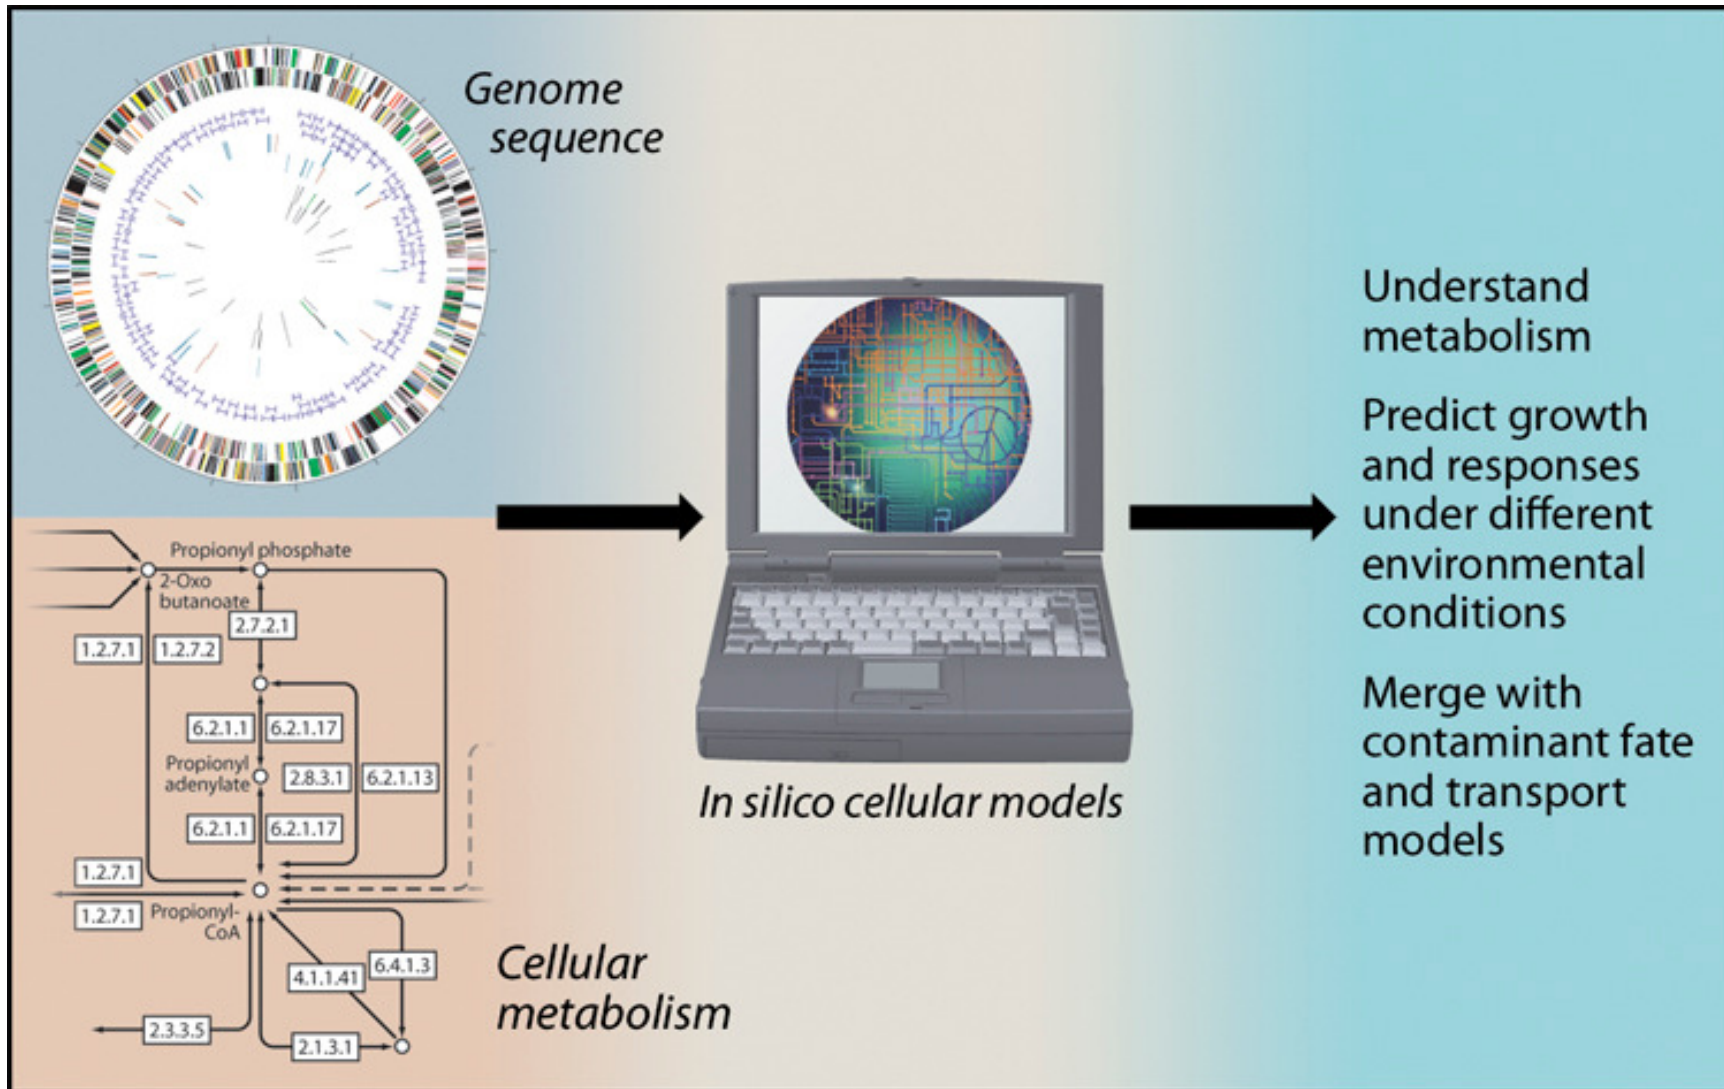 Genome
sequence
Propionyl phosphate
2-Oxo
butanoate
2.7.2.1
1.2.7.1
1.2.7.2
6.2.1.1
6.2.1.17
Propionyl
adenylate
2.8.3.1
6.2.1.13
6.2.1.1
6.2.1.17
1.2.7.1
1.2.7.1
Propionyl-
CoA
4.1.1.41
6.4.1.3
2.3.3.5
2.1.3.1
Cellular
metabolism
In silico cellular models
Understand
metabolism
Predict growth
and responses
under different
environmental
conditions
Merge with
contaminant fate
and transport
models